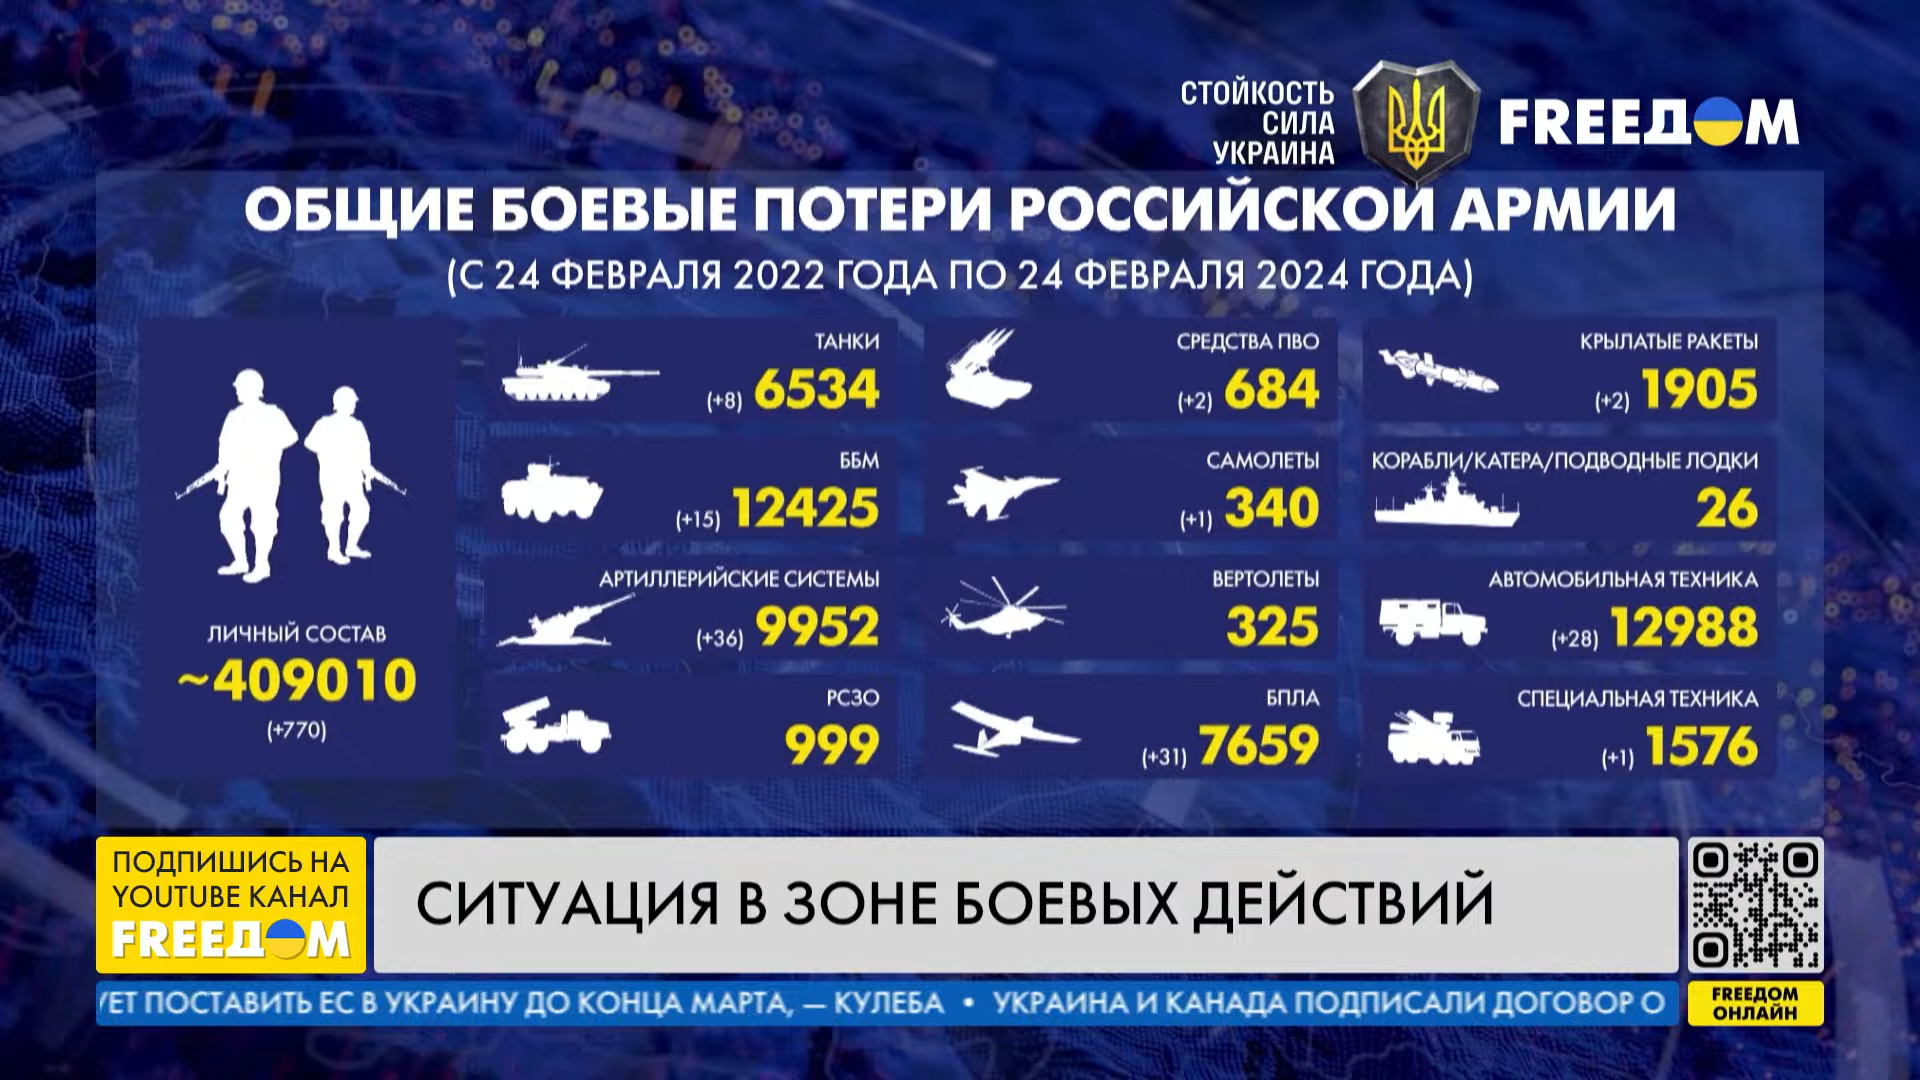 СТОЙКОСТЬ
СИЛА
УКРАИНА
FREEДOM
ОБЩИЕ БОЕВЫЕ ПОТЕРИ РОССИЙСКОЙ АРМИИ
(С 24 ФЕВРАЛЯ 2022 ГОДА ПО 24 ФЕВРАЛЯ 2024 ГОДА)
ЛИЧНЫЙ СОСТАВ
~409010
(+770)
ТАНКИ
(+8) 6534
ББМ
(+15) 12425
АРТИЛЛЕРИЙСКИЕ СИСТЕМЫ
(+36) 9952
РСЗО
999
СРЕДСТВА ПВО
(+2) 684
САМОЛЕТЫ
(+1) 340
ВЕРТОЛЕТЫ
325
БПЛА
(+31) 7659
КРЫЛАТЫЕ РАКЕТЫ
(+2) 1905
КОРАБЛИ/КАТЕРА/ПОДВОДНЫЕ ЛОДКИ
26
АВТОМОБИЛЬНАЯ ТЕХНИКА
(+28) 12988
СПЕЦИАЛЬНАЯ ТЕХНИКА
(+1) 1576
ПОДПИШИСЬ НА
YOUTUBE КАНАЛ
FREEДOM
СИТУАЦИЯ В ЗОНЕ БОЕВЫХ ДЕЙСТВИЙ
УЕТ ПОСТАВИТЬ ЕС В УКРАИНУ ДО КОНЦА МАРТА, — КУЛЕБА • УКРАИНА И КАНАДА ПОДПИСАЛИ ДОГОВОР О
FREEДОМ
ОНЛАЙН